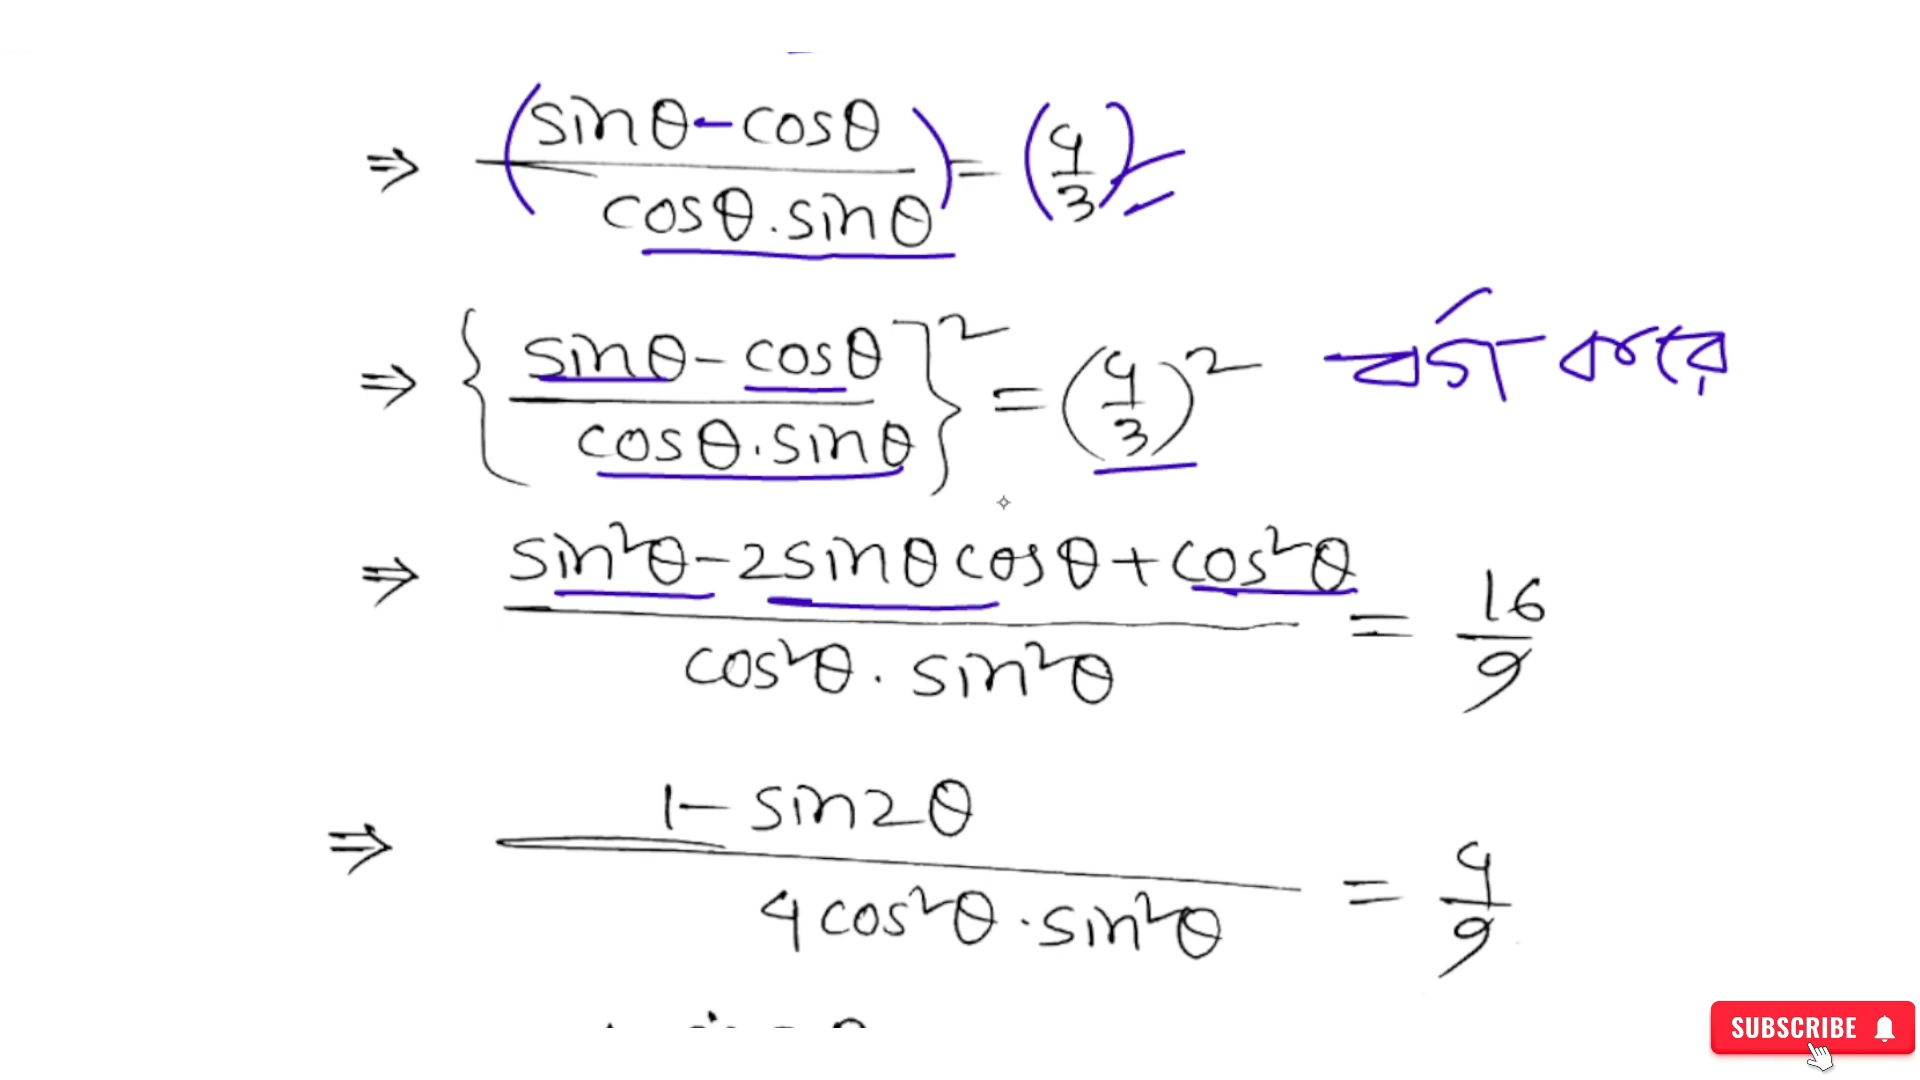 ⇒ (sinθ - cosθ)/(cosθ.sinθ) = (4/3)²
⇒ {(sinθ - cosθ)/(cosθ.sinθ)}² = (4/3)² বর্গ করে
⇒ (sin²θ - 2sinθcosθ + cos²θ)/(cos²θ . sin²θ) = 16/9
⇒ (1 - sin2θ)/(4cos²θ . sin²θ) = 4/9
SUBSCRIBE